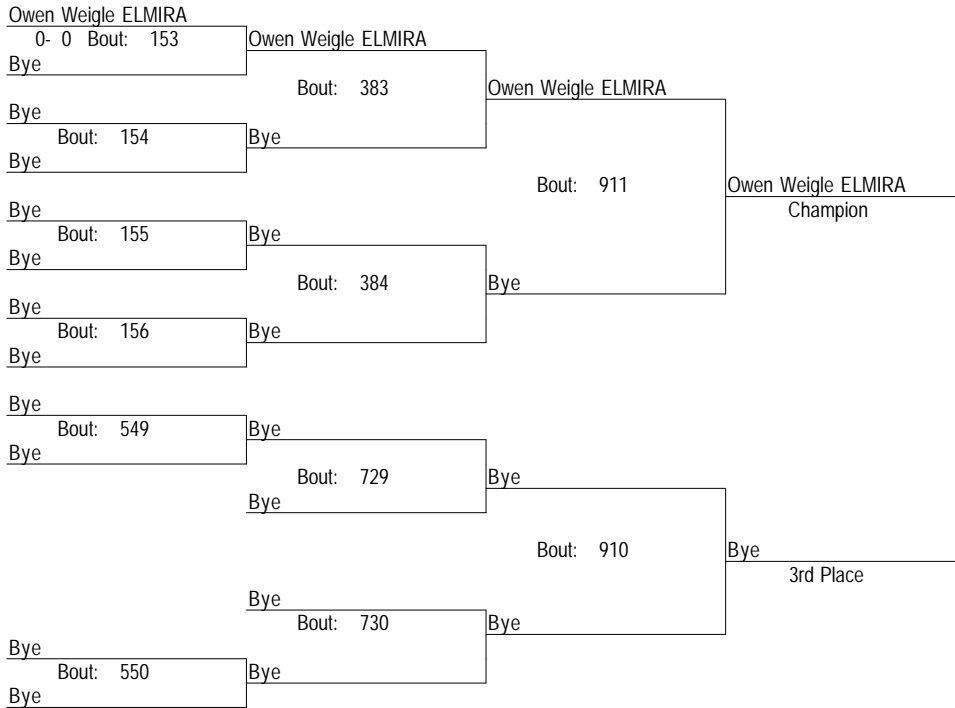 Owen Weigle ELMIRA
0- 0 Bout: 153
Owen Weigle ELMIRA
Bye
Bout: 383
Owen Weigle ELMIRA
Bye
Bout: 154
Bye
Bye
Bout: 911
Owen Weigle ELMIRA
Champion
Bye
Bout: 155
Bye
Bye
Bout: 384
Bye
Bye
Bout: 156
Bye
Bye
Bye
Bout: 549
Bye
Bye
Bout: 729
Bye
Bye
Bout: 910
Bye
3rd Place
Bye
Bout: 730
Bye
Bye
Bout: 550
Bye
Bye